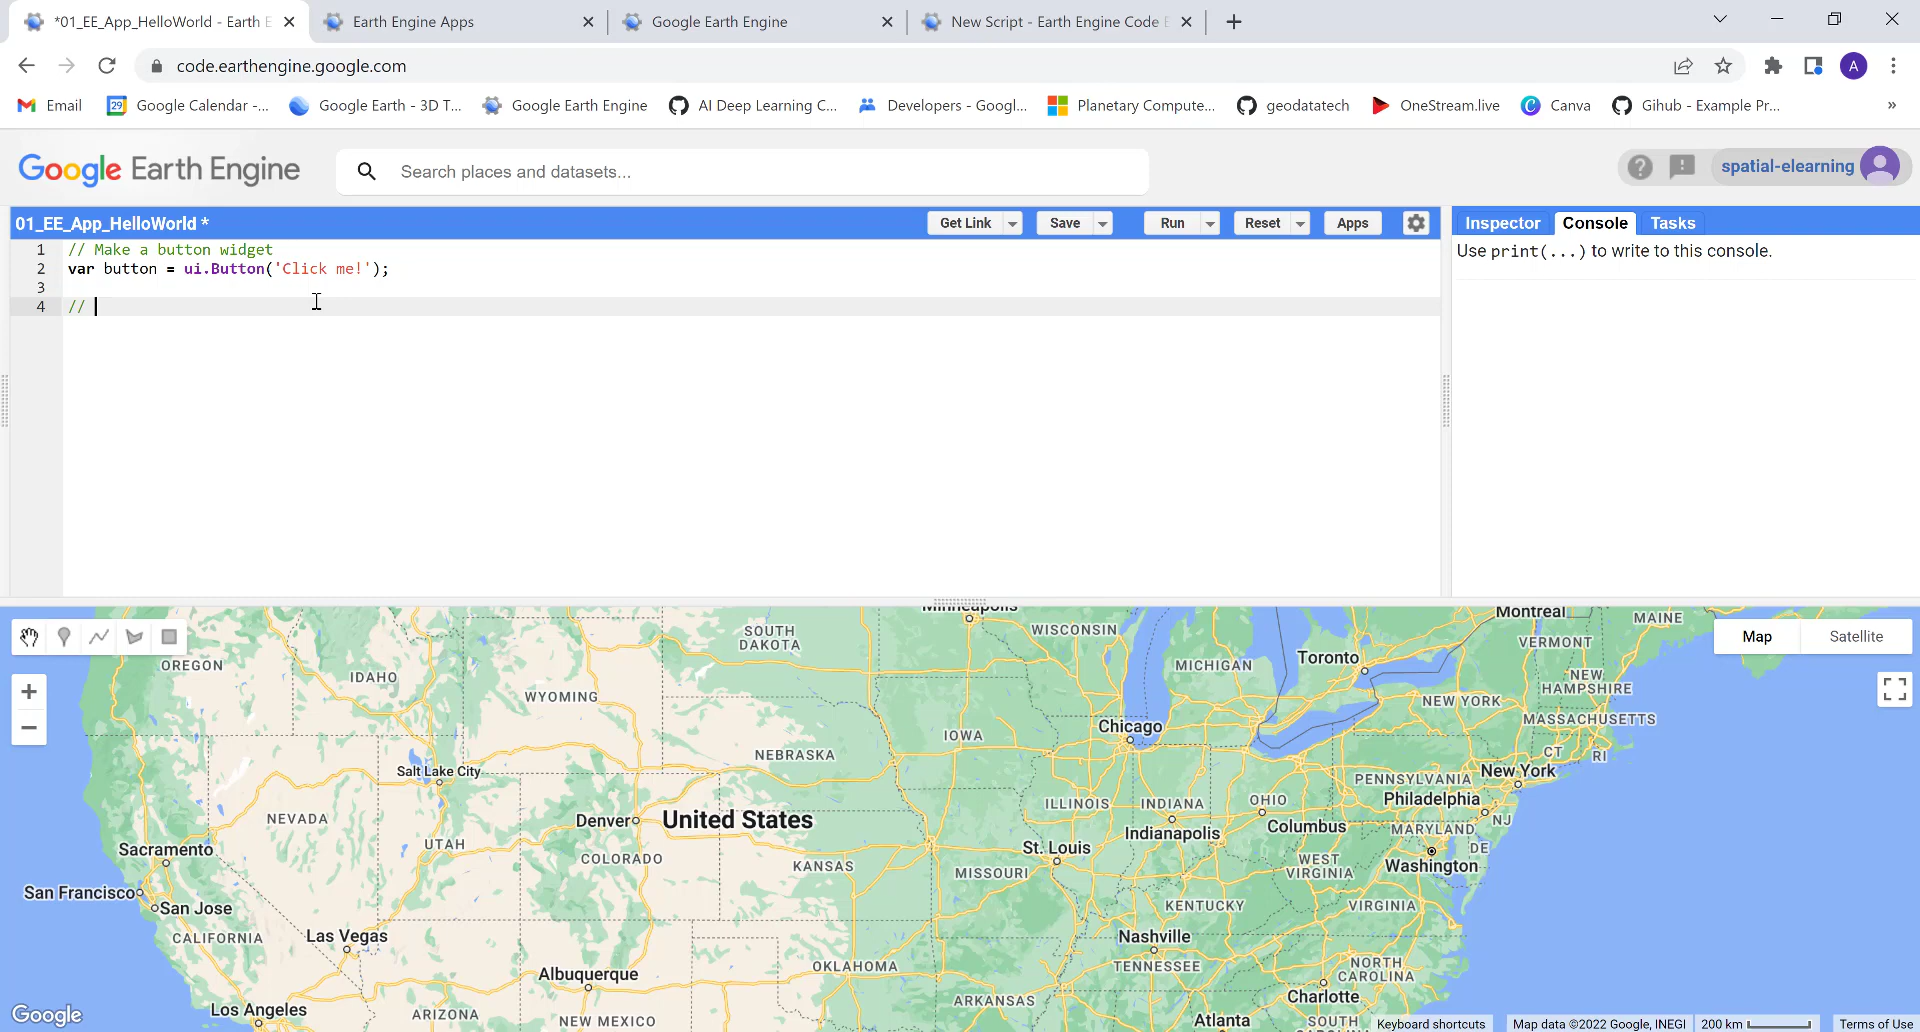 *01_EE_App_HelloWorld - Earth E
Earth Engine Apps
Google Earth Engine
New Script - Earth Engine Code E
code.earthengine.google.com
A
Email
29
Google Calendar -...
Google Earth - 3D T...
Google Earth Engine
AI Deep Learning C...
Developers - Googl...
Planetary Compute...
geodatatech
OneStream.live
Canva
Gihub - Example Pr...
»
Google Earth Engine
Search places and datasets...
spatial-elearning
01_EE_App_HelloWorld *
Get Link
Save
Run
Reset
Apps
Inspector
Console
Tasks
1 // Make a button widget
2 var button = ui.Button('Click me!');
3
4 //
Use print(...) to write to this console.
Minneapolis
Montreal
MAINE
SOUTH DAKOTA
WISCONSIN
Map
Satellite
VERMONT
OREGON
IDAHO
MICHIGAN
Toronto
NEW HAMPSHIRE
WYOMING
NEW YORK
MASSACHUSETTS
Chicago
IOWA
CT
RI
NEBRASKA
Salt Lake City
PENNSYLVANIA
New York
Philadelphia
ILLINOIS
INDIANA
OHIO
NEVADA
Denver
United States
Indianapolis
Columbus
MARYLAND
NJ
UTAH
Sacramento
COLORADO
KANSAS
St. Louis
MISSOURI
WEST VIRGINIA
DE
Washington
San Francisco
San Jose
KENTUCKY
VIRGINIA
CALIFORNIA
Las Vegas
Nashville
OKLAHOMA
TENNESSEE
Albuquerque
NORTH CAROLINA
ARKANSAS
Charlotte
Los Angeles
ARIZONA
NEW MEXICO
Atlanta
SOUTH
Google
Keyboard shortcuts
Map data ©2022 Google, INEGI
200 km
Terms of Use